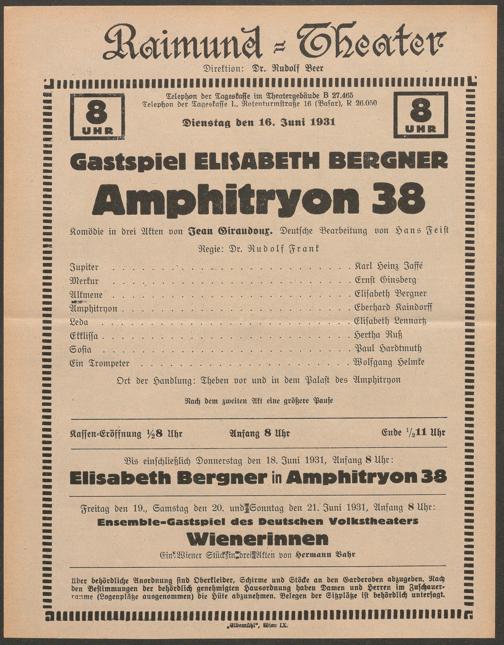 Raimund-Theater
Direktion: Dr. Rudolf Beer
8 UHR
Telephon der Tageskasse im Theatergebäude B 27.465
Telephon der Tageskasse I., Rotenturmstraße 16 (Basar), R 26.050
8 UHR
Dienstag den 16. Juni 1931
Gastspiel ELISABETH BERGNER
Amphitryon 38
Komödie in drei Akten von Jean Giraudoux. Deutsche Bearbeitung von Hans Feist
Regie: Dr. Rudolf Frank
Jupiter . . . . . . . . . . Karl Heinz Jaffé
Merkur . . . . . . . . . . Ernst Ginsberg
Alkmene . . . . . . . . . . Elisabeth Bergner
Amphitryon . . . . . . . . . . Eberhard Raindorff
Leda . . . . . . . . . . Elisabeth Lennartz
Eklissa . . . . . . . . . . Hertha Ruß
Sosia . . . . . . . . . . Paul Hardtmuth
Ein Trompeter . . . . . . . . . . Wolfgang Helmke
Ort der Handlung: Theben vor und in dem Palast des Amphitryon
Nach dem zweiten Akt eine größere Pause
Kassen-Eröffnung ½8 Uhr Anfang 8 Uhr Ende ½11 Uhr
Bis einschließlich Donnerstag den 18. Juni 1931, Anfang 8 Uhr:
Elisabeth Bergner in Amphitryon 38
Freitag den 19., Samstag den 20. und Sonntag den 21. Juni 1931, Anfang 8 Uhr:
Ensemble-Gastspiel des Deutschen Volkstheaters
Wienerinnen
Ein Wiener Stück in drei Akten von Hermann Bahr
Über behördliche Anordnung sind Oberkleider, Schirme und Stöcke an den Garderoben abzugeben. Nach
den Bestimmungen der behördlich genehmigten Hausordnung haben Damen und Herren im Zuschauer-
raume (Logenplätze ausgenommen) die Hüte abzunehmen. Belegen der Sitzplätze ist behördlich untersagt.
„Elbemühl“, Wien IX.